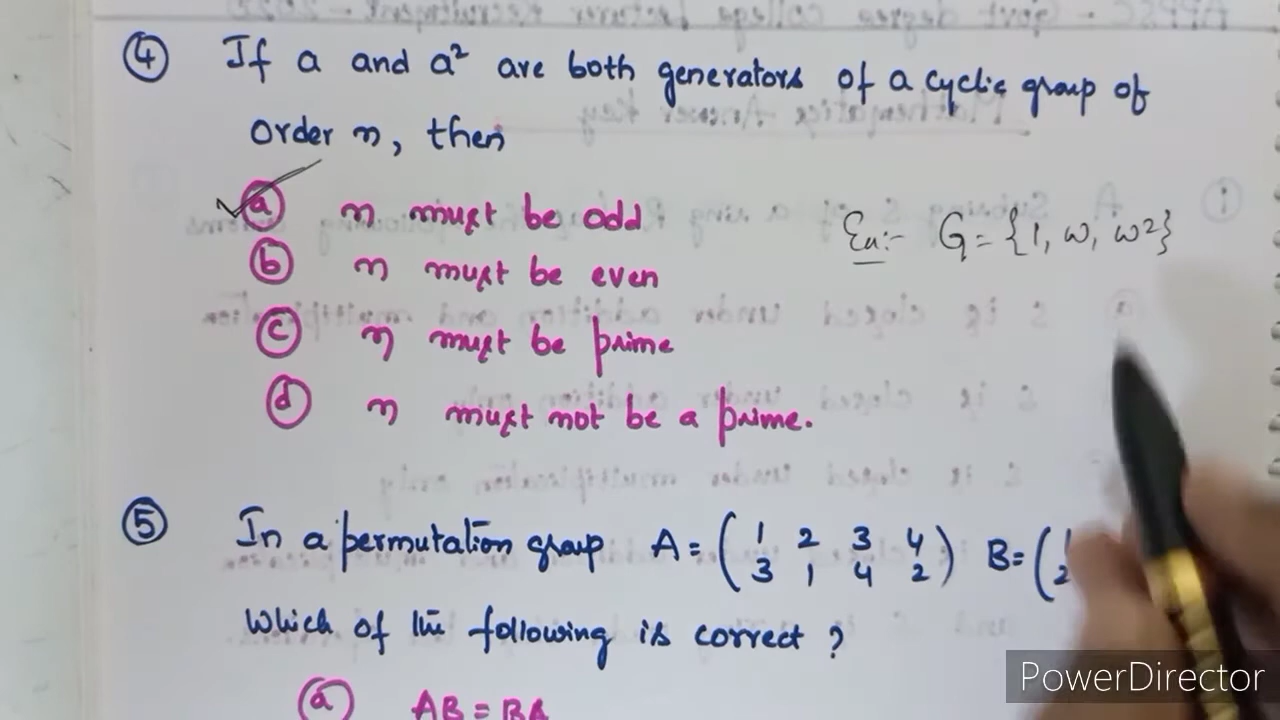 ④ If a and a² are both generators of a cyclic group of
order n, then
ⓐ n must be odd
Ex:- G = {1, ω, ω²}
ⓑ n must be even
ⓒ n must be prime
ⓓ n must not be a prime.
⑤ In a permutation group A = (1 2 3 4 B = (1
3 1 4 2) 2
Which of the following is correct ?
ⓐ AB = BA
PowerDirector